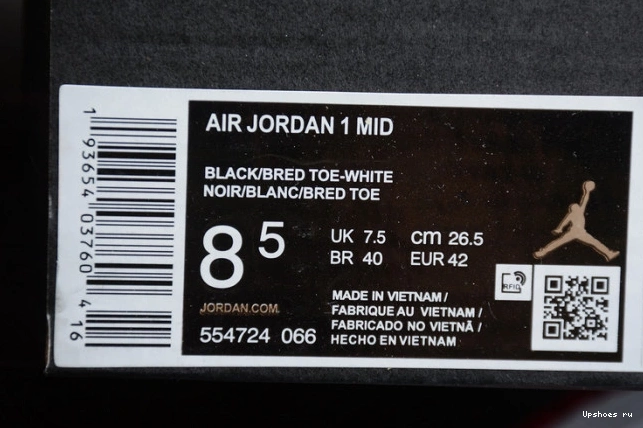 AIR JORDAN 1 MID
BLACK/BRED TOE-WHITE
NOIR/BLANC/BRED TOE
8 5
UK 7.5 cm 26.5
BR 40 EUR 42
JORDAN.COM
554724 066
MADE IN VIETNAM /
FABRIQUE AU VIETNAM /
FABRICADO NO VIETNÃ /
HECHO EN VIETNAM
RFID
1 93654 03760 4 16
Upshoes ru